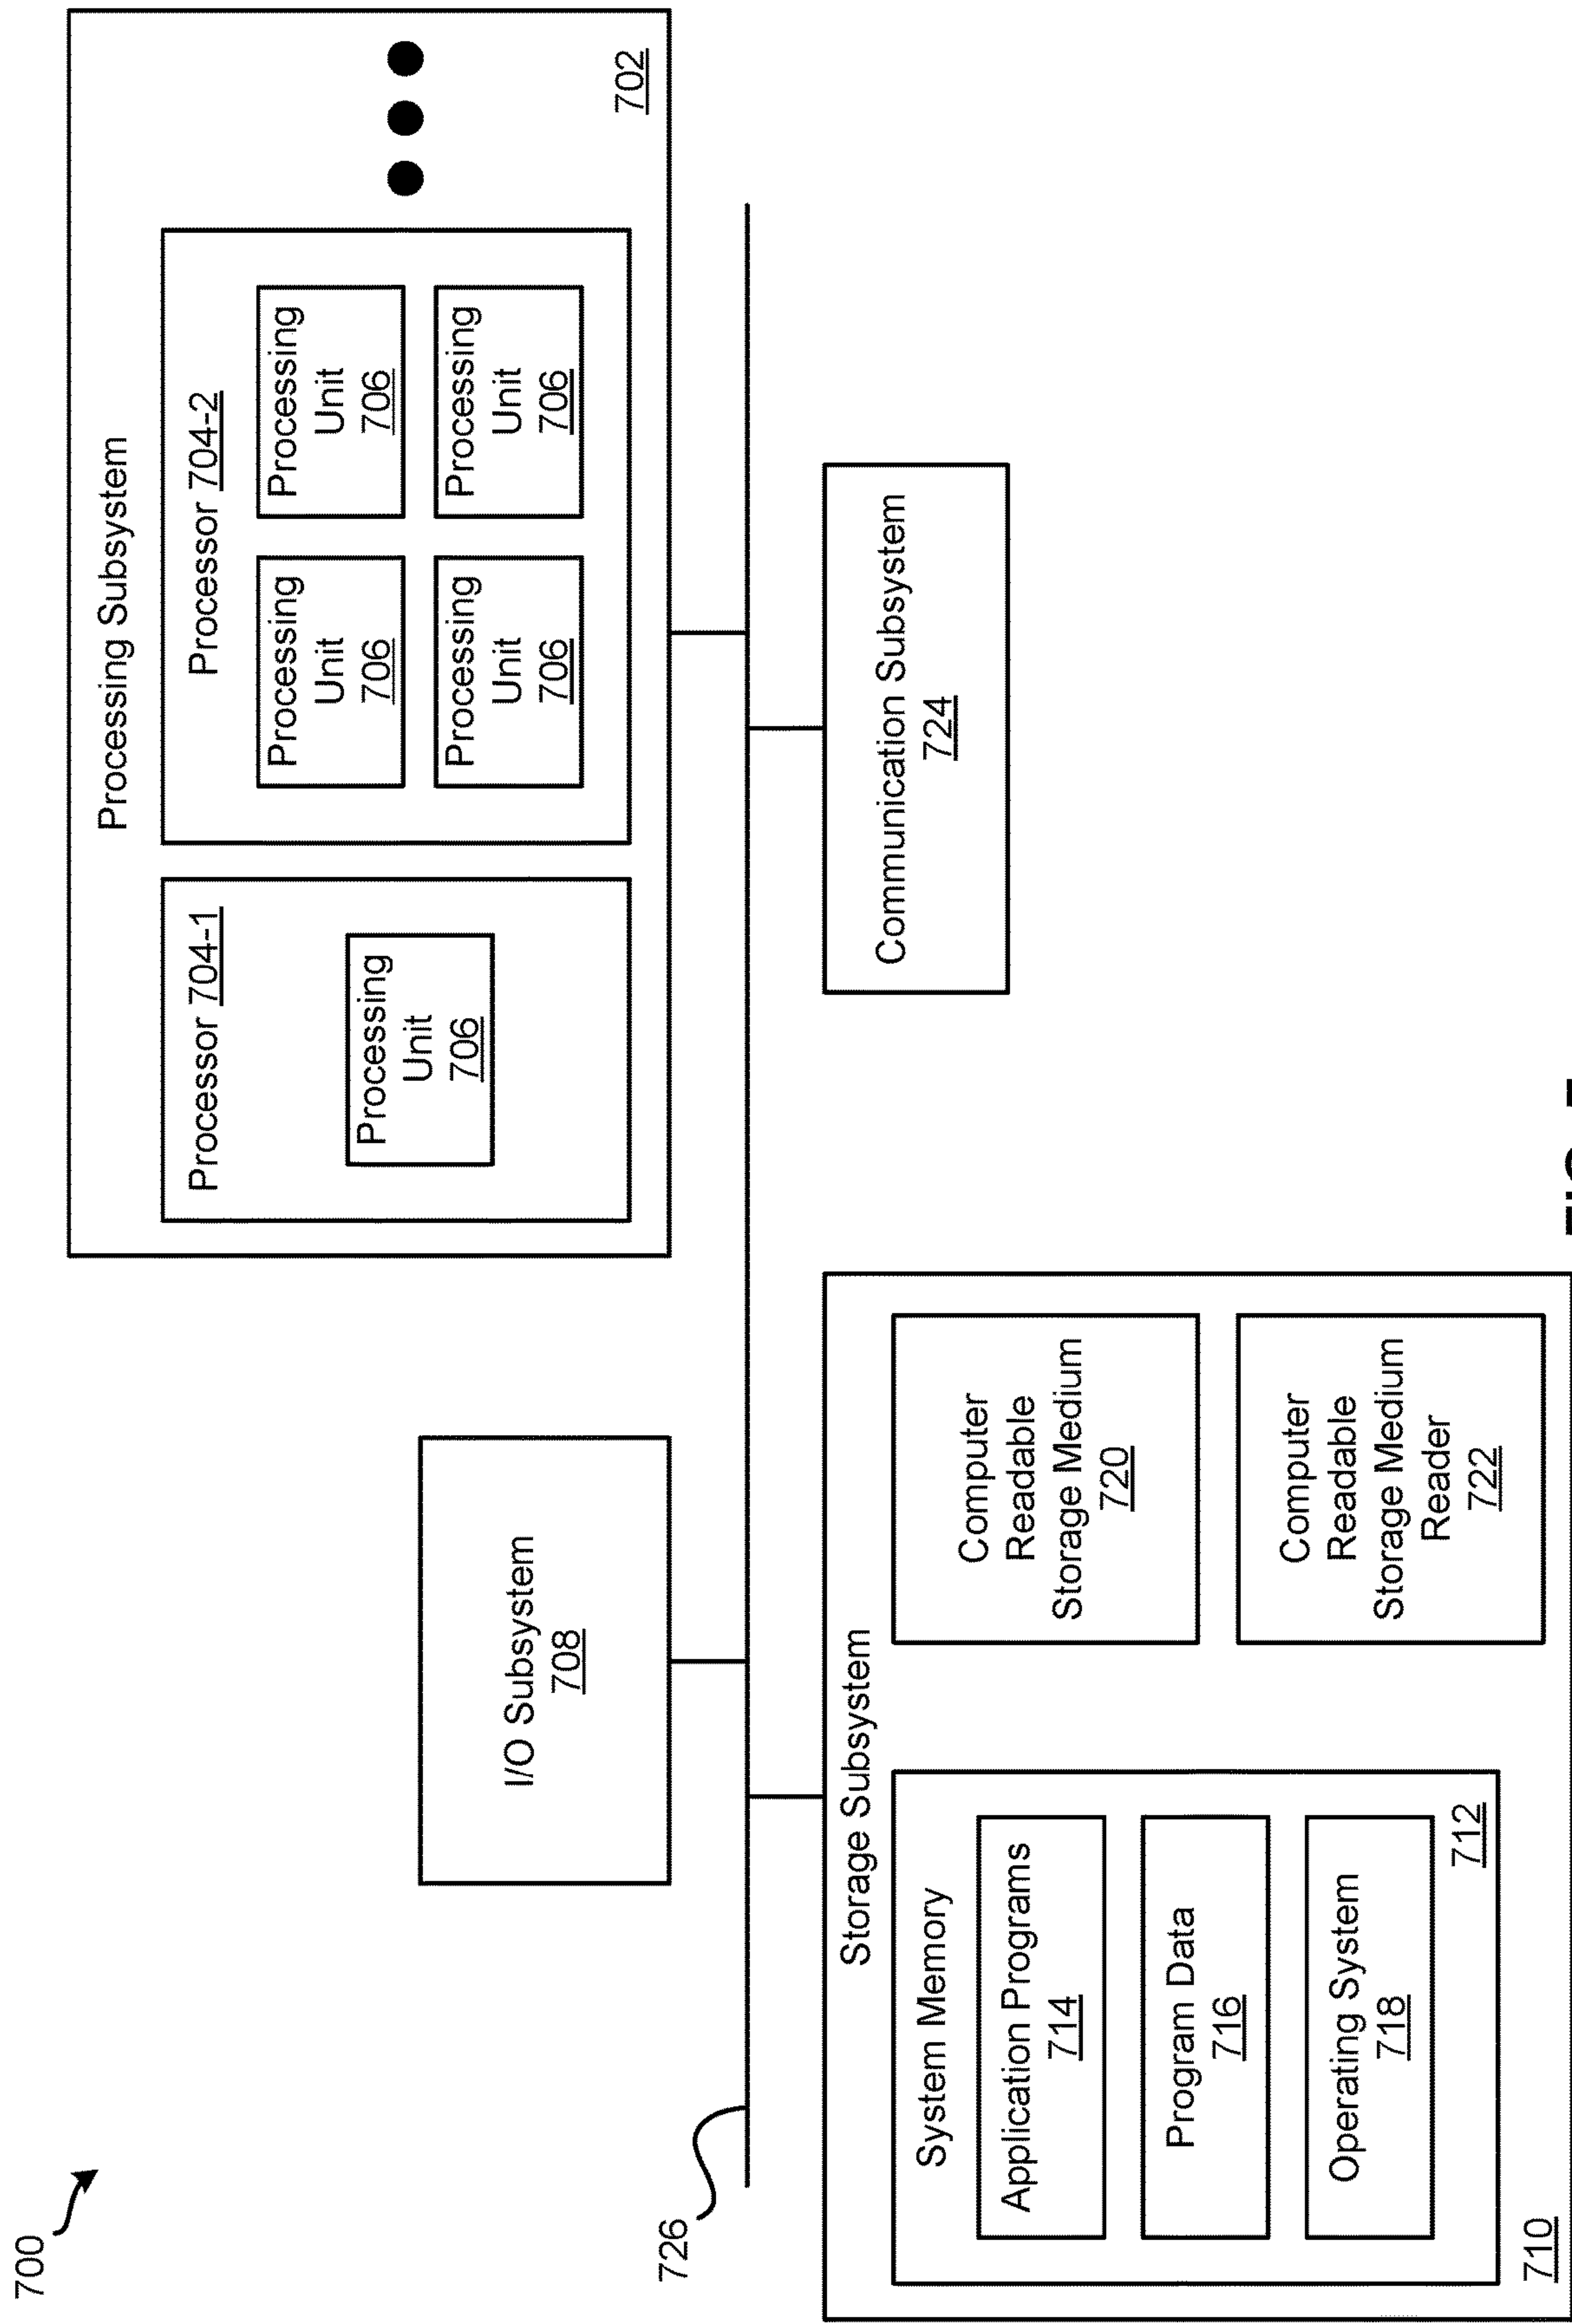 700
Processing Subsystem
Processor 704-1
Processing
Unit
706
Processor 704-2
Processing
Unit
706
Processing
Unit
706
Processing
Unit
706
Processing
Unit
706
702
I/O Subsystem
708
726
Storage Subsystem
System Memory
Application Programs
714
Program Data
716
Operating System
718
712
Computer
Readable
Storage Medium
720
Computer
Readable
Storage Medium
Reader
722
710
Communication Subsystem
724